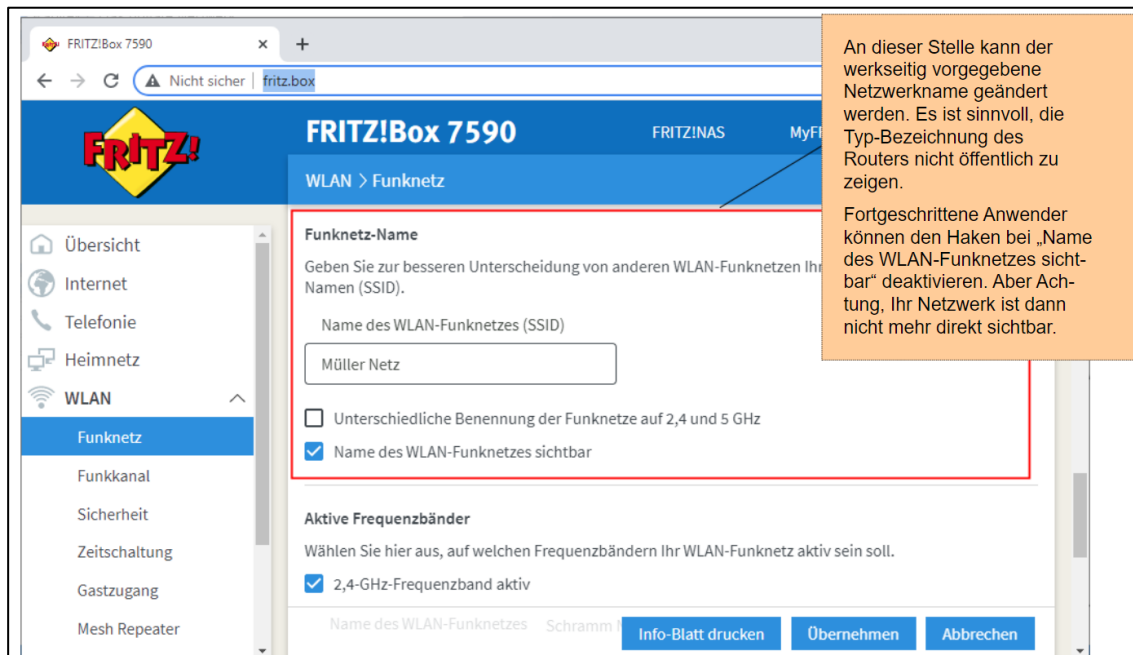 FRITZ!Box 7590
Nicht sicher | fritz.box
FRITZ!
FRITZ!Box 7590
FRITZ!NAS
WLAN > Funknetz
Übersicht
Internet
Telefonie
Heimnetz
WLAN
Funknetz
Funkkanal
Sicherheit
Zeitschaltung
Gastzugang
Mesh Repeater
Funknetz-Name
Geben Sie zur besseren Unterscheidung von anderen WLAN-Funknetzen
Namen (SSID).
Name des WLAN-Funknetzes (SSID)
Müller Netz
Unterschiedliche Benennung der Funknetze auf 2,4 und 5 GHz
Name des WLAN-Funknetzes sichtbar
Aktive Frequenzbänder
Wählen Sie hier aus, auf welchen Frequenzbändern Ihr WLAN-Funknetz aktiv sein soll.
2,4-GHz-Frequenzband aktiv
Name des WLAN-Funknetzes Schramm
Info-Blatt drucken
Übernehmen
Abbrechen
An dieser Stelle kann der
werkseitig vorgegebene
Netzwerkname geändert
werden. Es ist sinnvoll, die
Typ-Bezeichnung des
Routers nicht öffentlich zu
zeigen.
Fortgeschrittene Anwender
können den Haken bei „Name
des WLAN-Funknetzes sicht-
bar“ deaktivieren. Aber Ach-
tung, Ihr Netzwerk ist dann
nicht mehr direkt sichtbar.